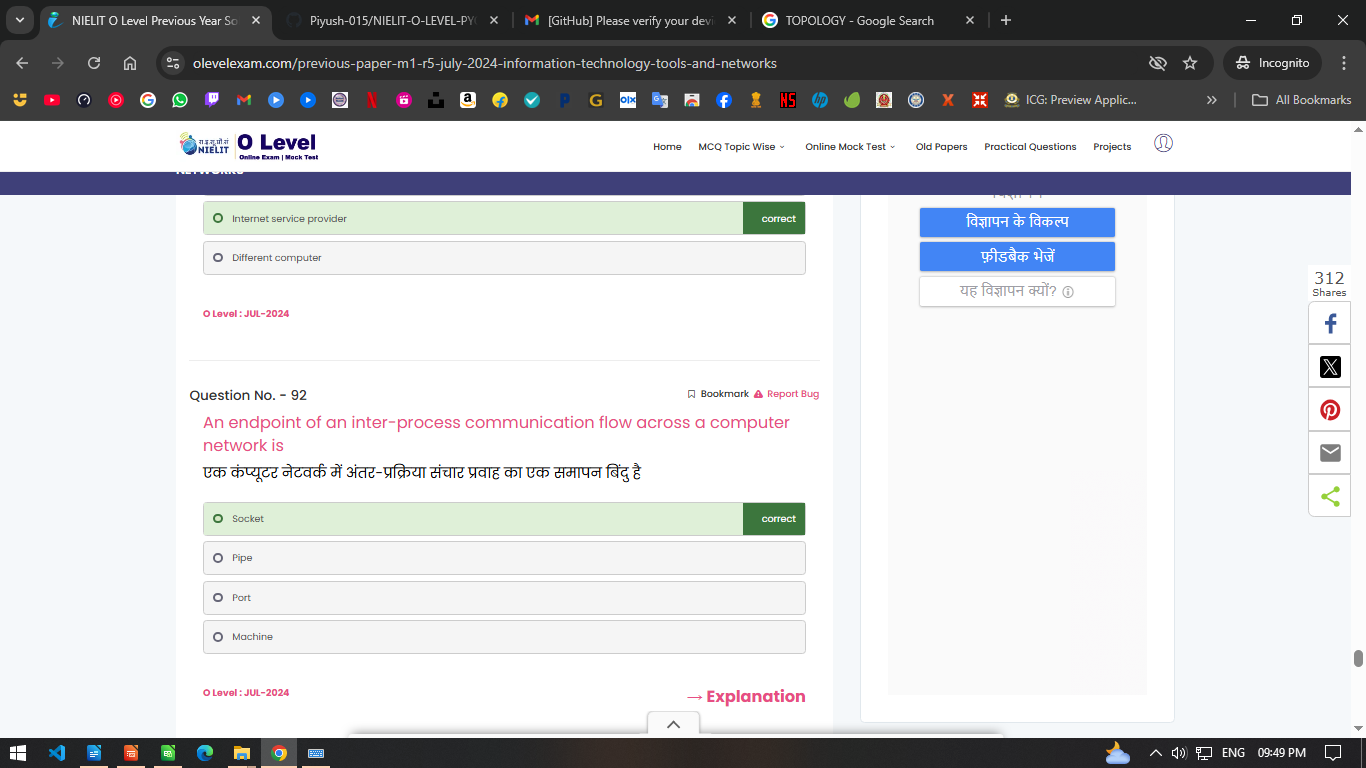 NIELIT O Level Previous Year So
Piyush-015/NIELIT-O-LEVEL-PY
[GitHub] Please verify your devi
TOPOLOGY - Google Search
olevelexam.com/previous-paper-m1-r5-july-2024-information-technology-tools-and-networks
Incognito
ICG: Preview Applic...
All Bookmarks
NIELIT
O Level
Online Exam | Mock Test
Home
MCQ Topic Wise
Online Mock Test
Old Papers
Practical Questions
Projects
Internet service provider
correct
Different computer
O Level : JUL-2024
विज्ञापन के विकल्प
फ़ीडबैक भेजें
यह विज्ञापन क्यों?
312
Shares
Question No. - 92
Bookmark
Report Bug
An endpoint of an inter-process communication flow across a computer
network is
एक कंप्यूटर नेटवर्क में अंतर-प्रक्रिया संचार प्रवाह का एक समापन बिंदु है
Socket
correct
Pipe
Port
Machine
O Level : JUL-2024
→ Explanation
ENG
09:49 PM